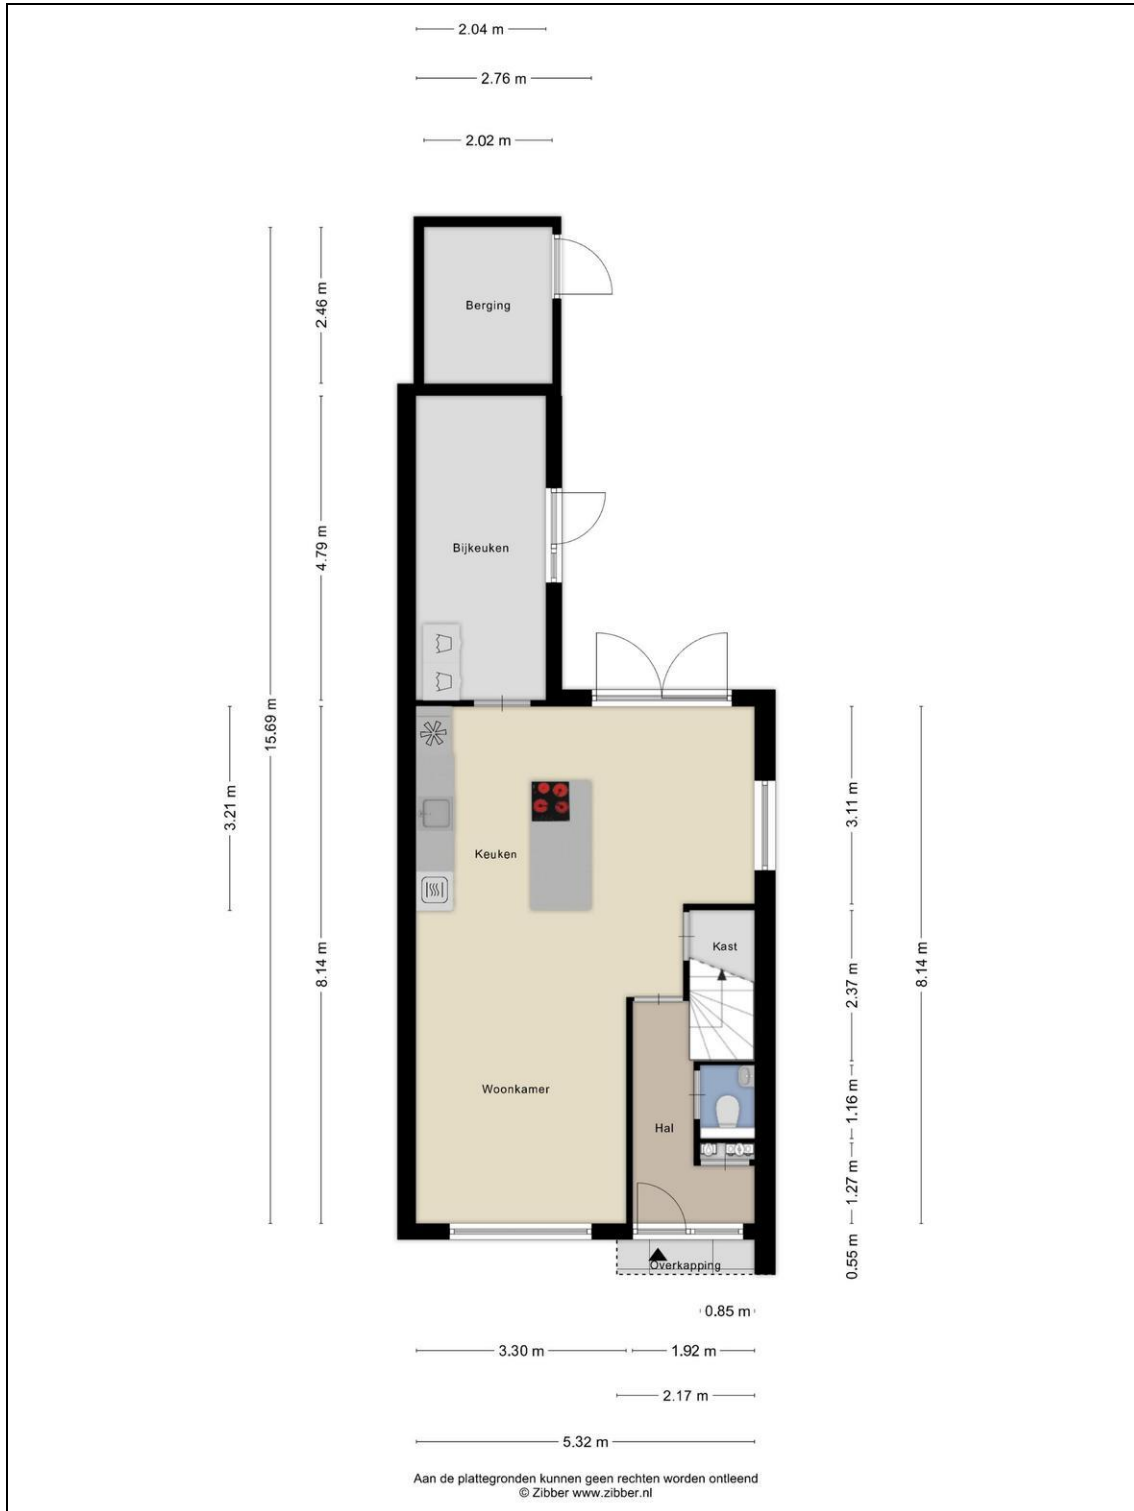 2.04 m
2.76 m
2.02 m
2.46 m
Berging
4.79 m
Bijkeuken
15.69 m
3.21 m
3.11 m
Keuken
8.14 m
8.14 m
Kast
2.37 m
Woonkamer
1.16 m
Hal
1.27 m
0.55 m
Overkapping
0.85 m
3.30 m
1.92 m
2.17 m
5.32 m
Aan de plattegronden kunnen geen rechten worden ontleend
© Zibber www.zibber.nl